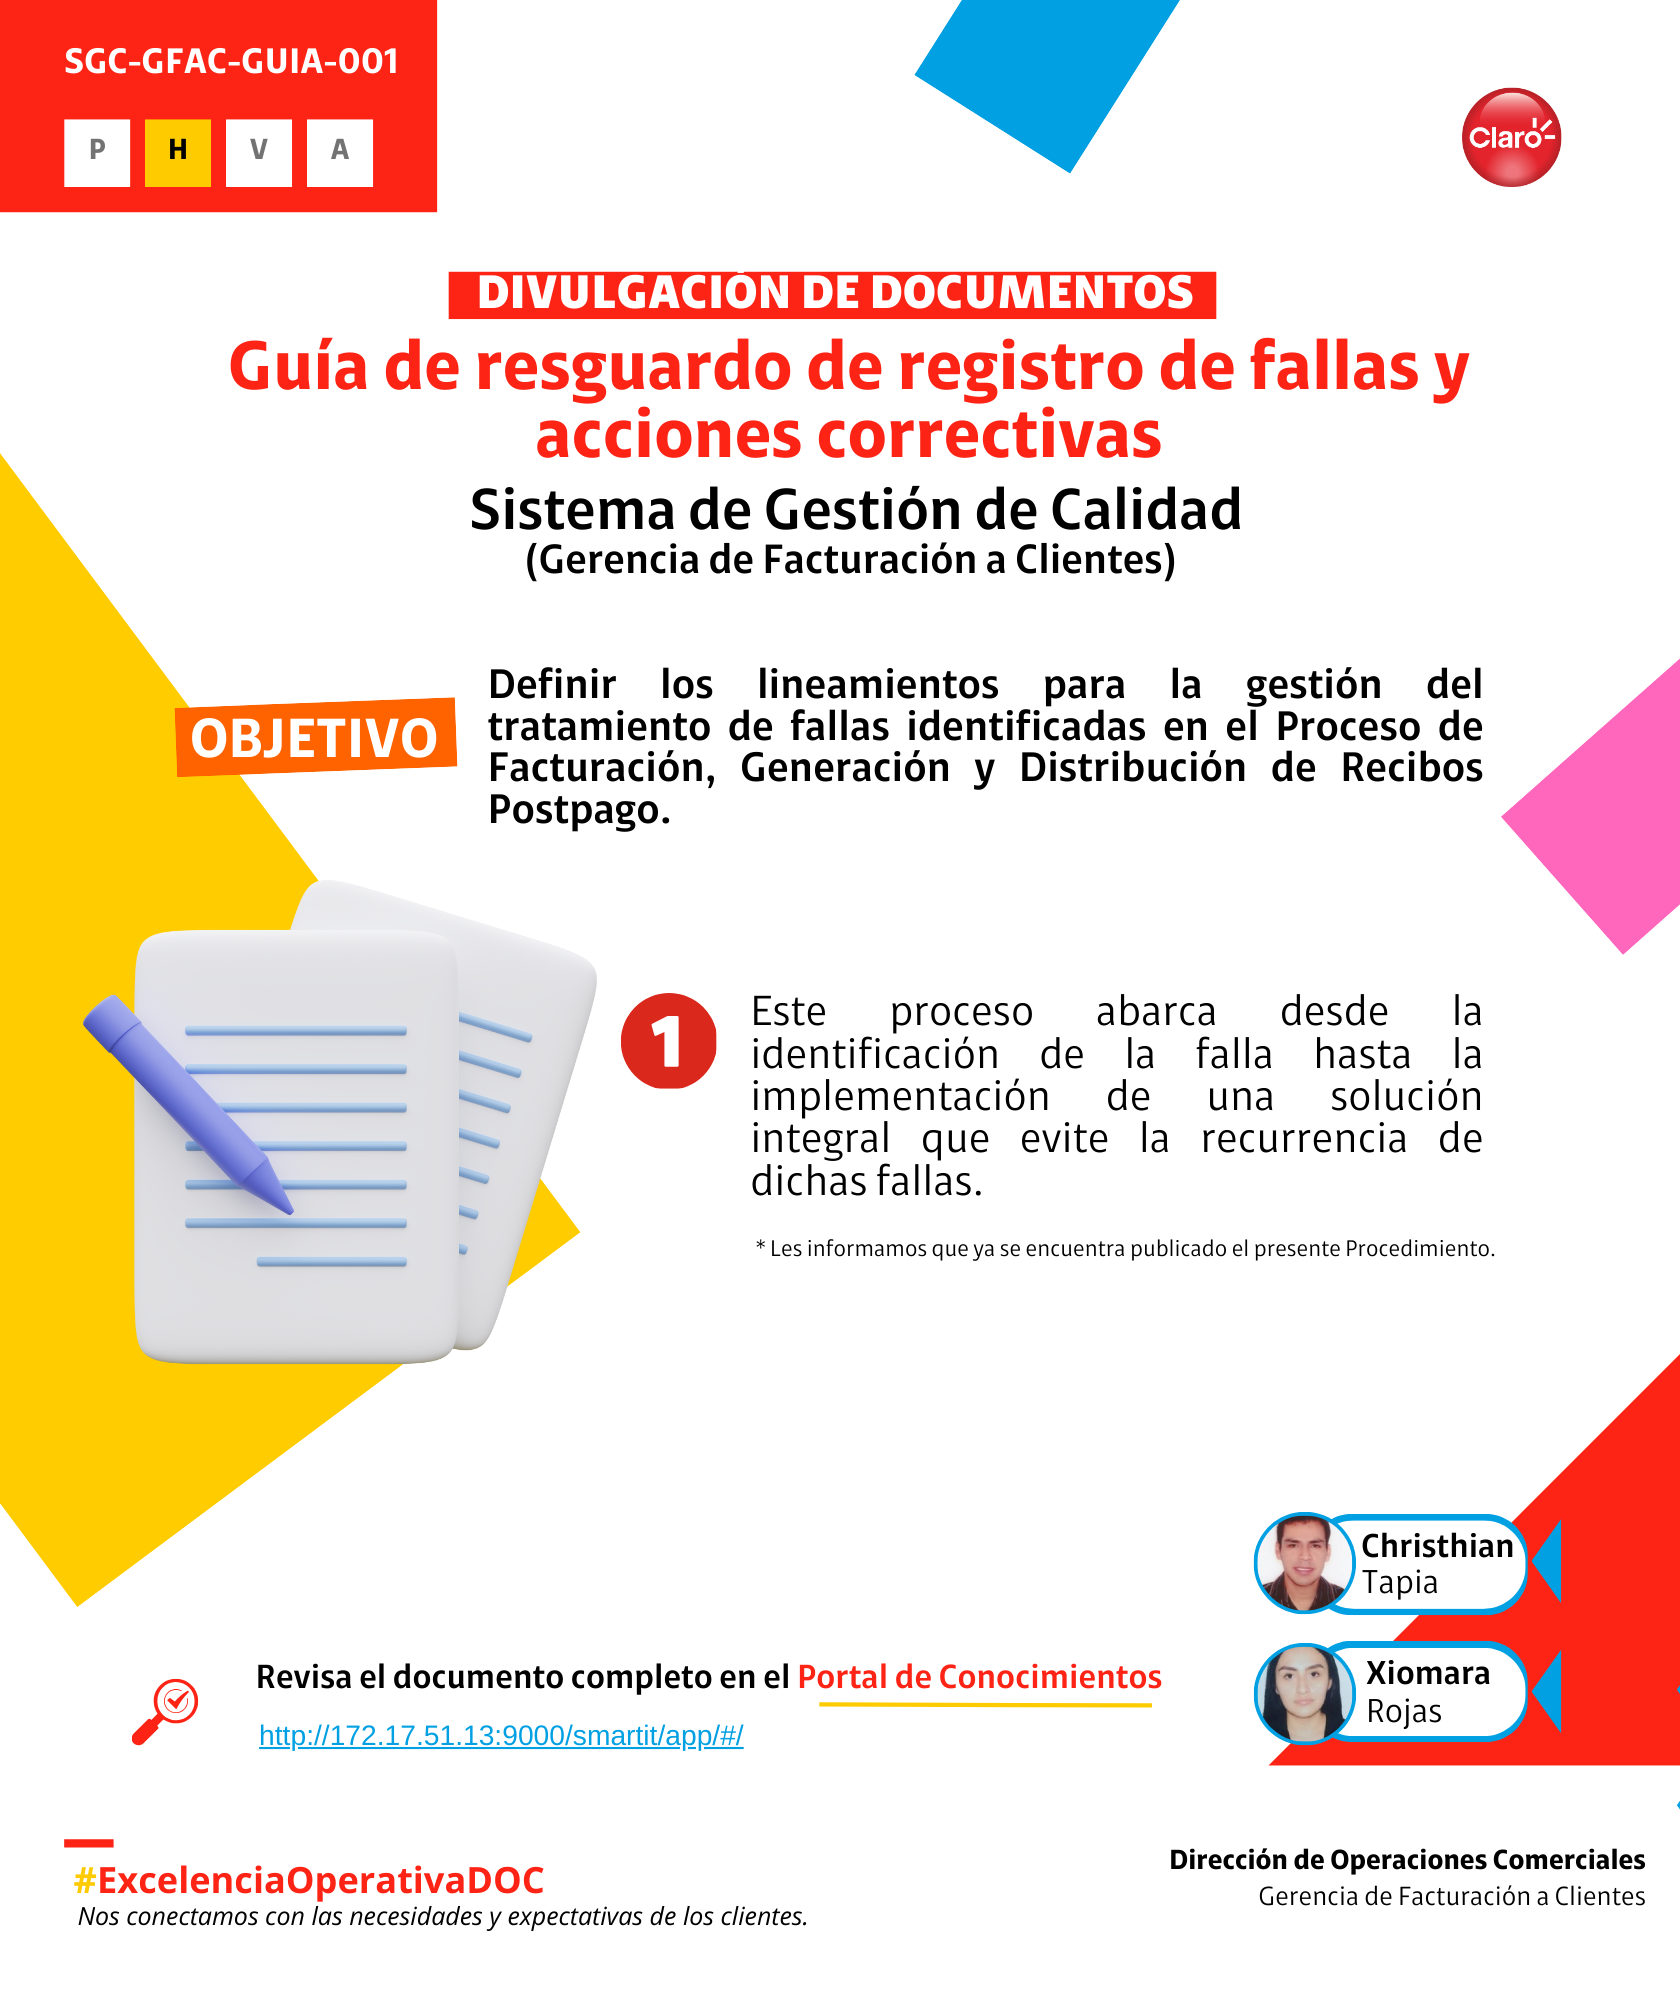 SGC-GFAC-GUIA-001
P H V A
Claro
DIVULGACIÓN DE DOCUMENTOS
Guía de resguardo de registro de fallas y
acciones correctivas
Sistema de Gestión de Calidad
(Gerencia de Facturación a Clientes)
OBJETIVO
Definir los lineamientos para la gestión del
tratamiento de fallas identificadas en el Proceso de
Facturación, Generación y Distribución de Recibos
Postpago.
1
Este proceso abarca desde la
identificación de la falla hasta la
implementación de una solución
integral que evite la recurrencia de
dichas fallas.
* Les informamos que ya se encuentra publicado el presente Procedimiento.
Christhian
Tapia
Xiomara
Rojas
Revisa el documento completo en el Portal de Conocimientos
http://172.17.51.13:9000/smartit/app/#/
#ExcelenciaOperativaDOC
Nos conectamos con las necesidades y expectativas de los clientes.
Dirección de Operaciones Comerciales
Gerencia de Facturación a Clientes